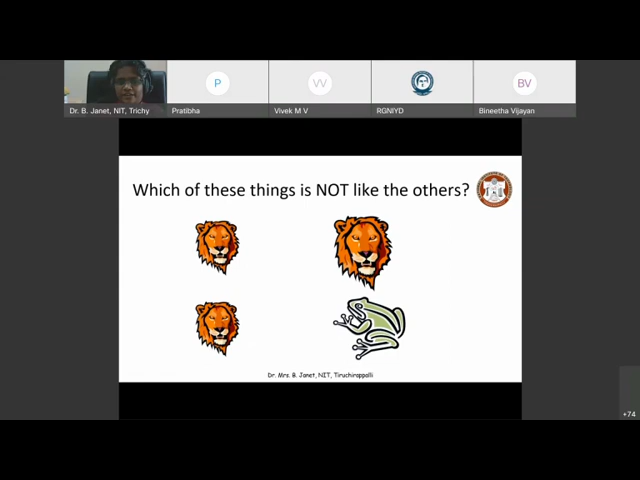 P
VV
BV
Dr. B. Janet, NIT, Trichy
Pratibha
Vivek M V
RGNIYD
Bineetha Vijayan
Which of these things is NOT like the others?
Dr. Mrs. B. Janet, NIT, Tiruchirappalli
+74